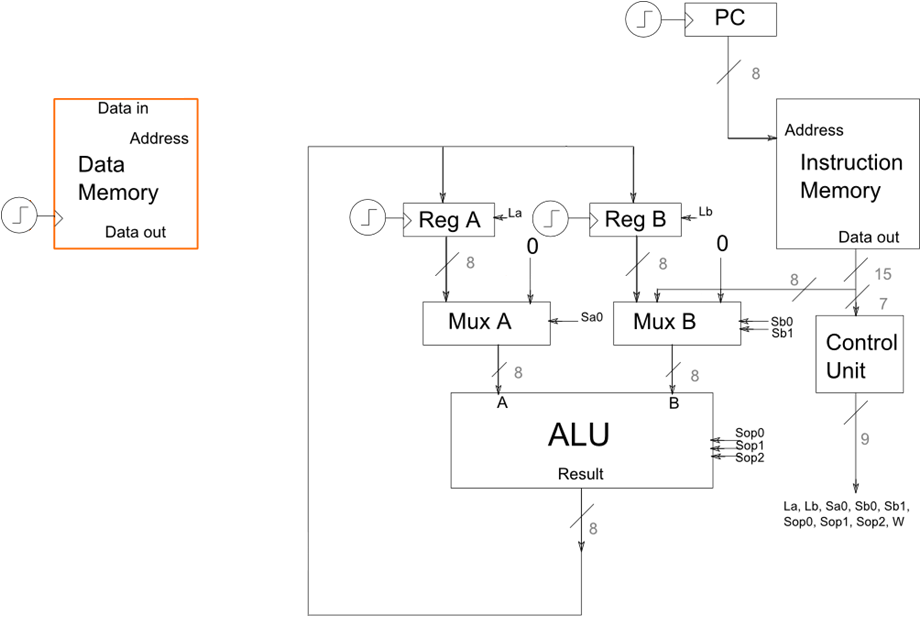 PC
8
Data in
Address
Data
Memory
Data out
Address
Instruction
Memory
Data out
Reg A
La
Reg B
Lb
0
0
8
8
8
15
7
Mux A
Sa0
Mux B
Sb0
Sb1
Control
Unit
8
8
A
B
ALU
Sop0
Sop1
Sop2
Result
9
8
La, Lb, Sa0, Sb0, Sb1,
Sop0, Sop1, Sop2, W